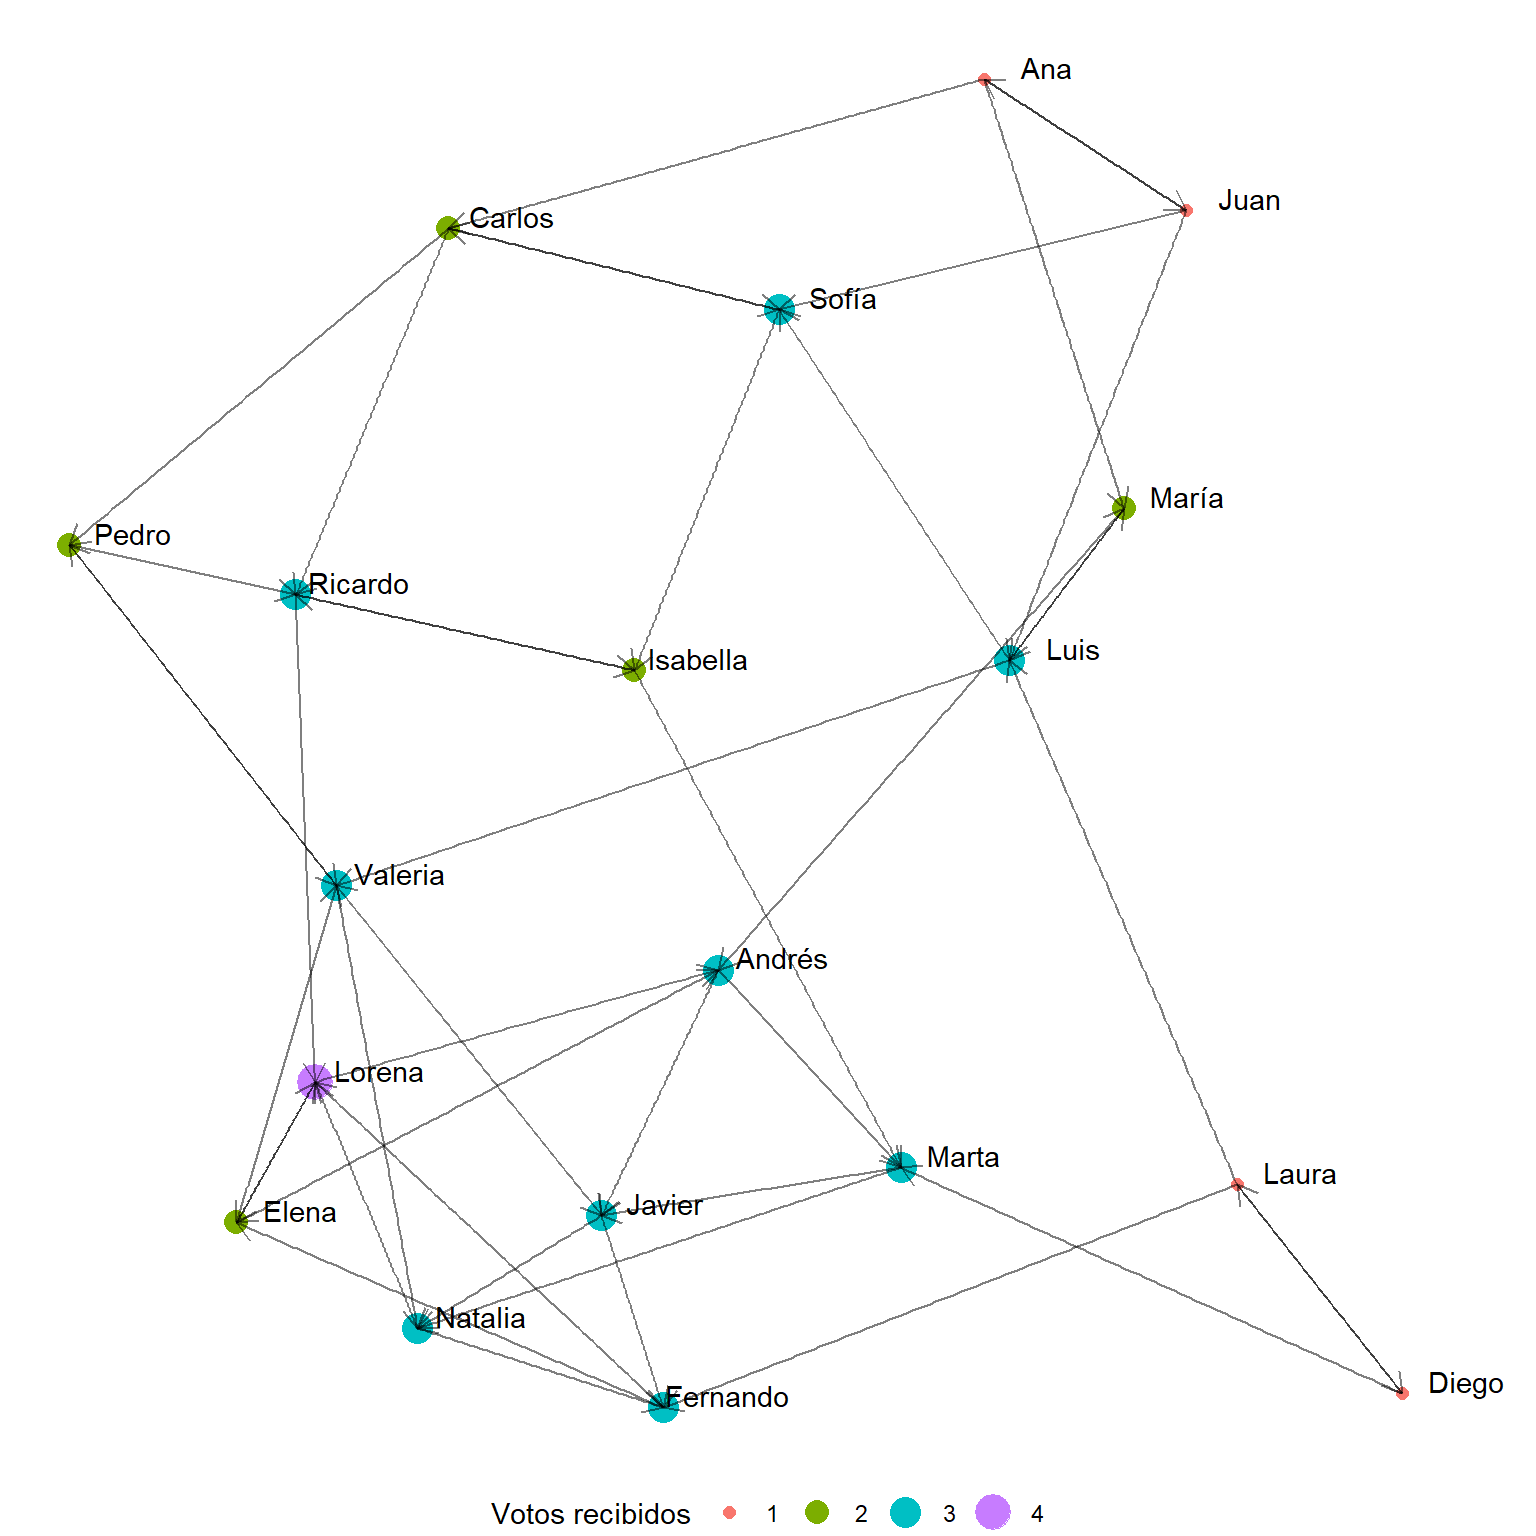 Ana
Juan
Carlos
Sofía
María
Pedro
Ricardo
Luis
Isabella
Valeria
Andrés
Lorena
Marta
Laura
Javier
Elena
Natalia
Diego
Fernando
Votos recibidos 1 2 3 4